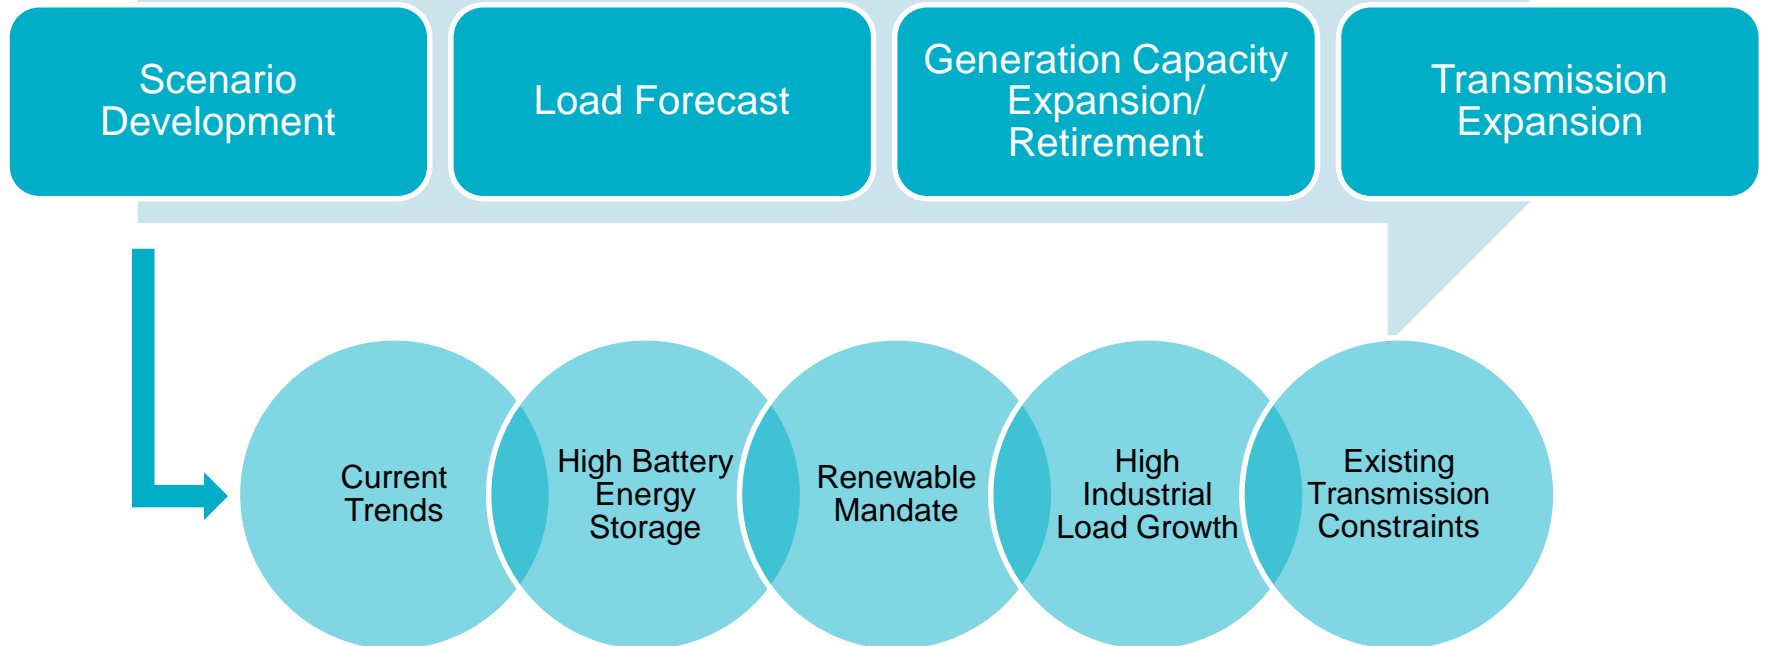 Scenario
Development
Load Forecast
Generation Capacity
Expansion/
Retirement
Transmission
Expansion
Current
Trends
High Battery
Energy
Storage
Renewable
Mandate
High
Industrial
Load Growth
Existing
Transmission
Constraints